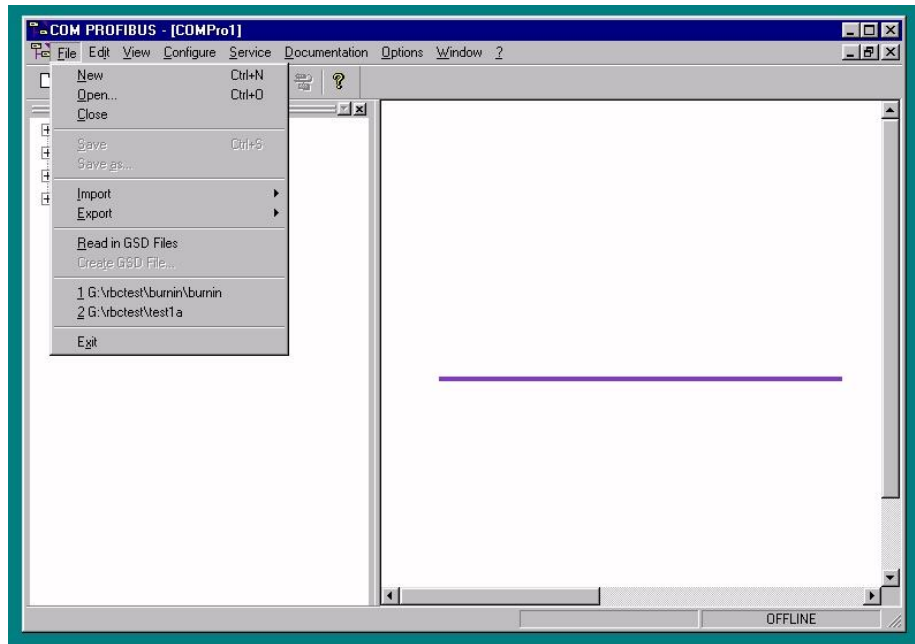 COM PROFIBUS - [COMPro1]
File Edit View Configure Service Documentation Options Window ?
New Ctrl+N
Open... Ctrl+O
Close
Save Ctrl+S
Save as...
Import
Export
Read in GSD Files
Create GSD File...
1 G:\rbctest\burnin\burnin
2 G:\rbctest\test1a
Exit
OFFLINE